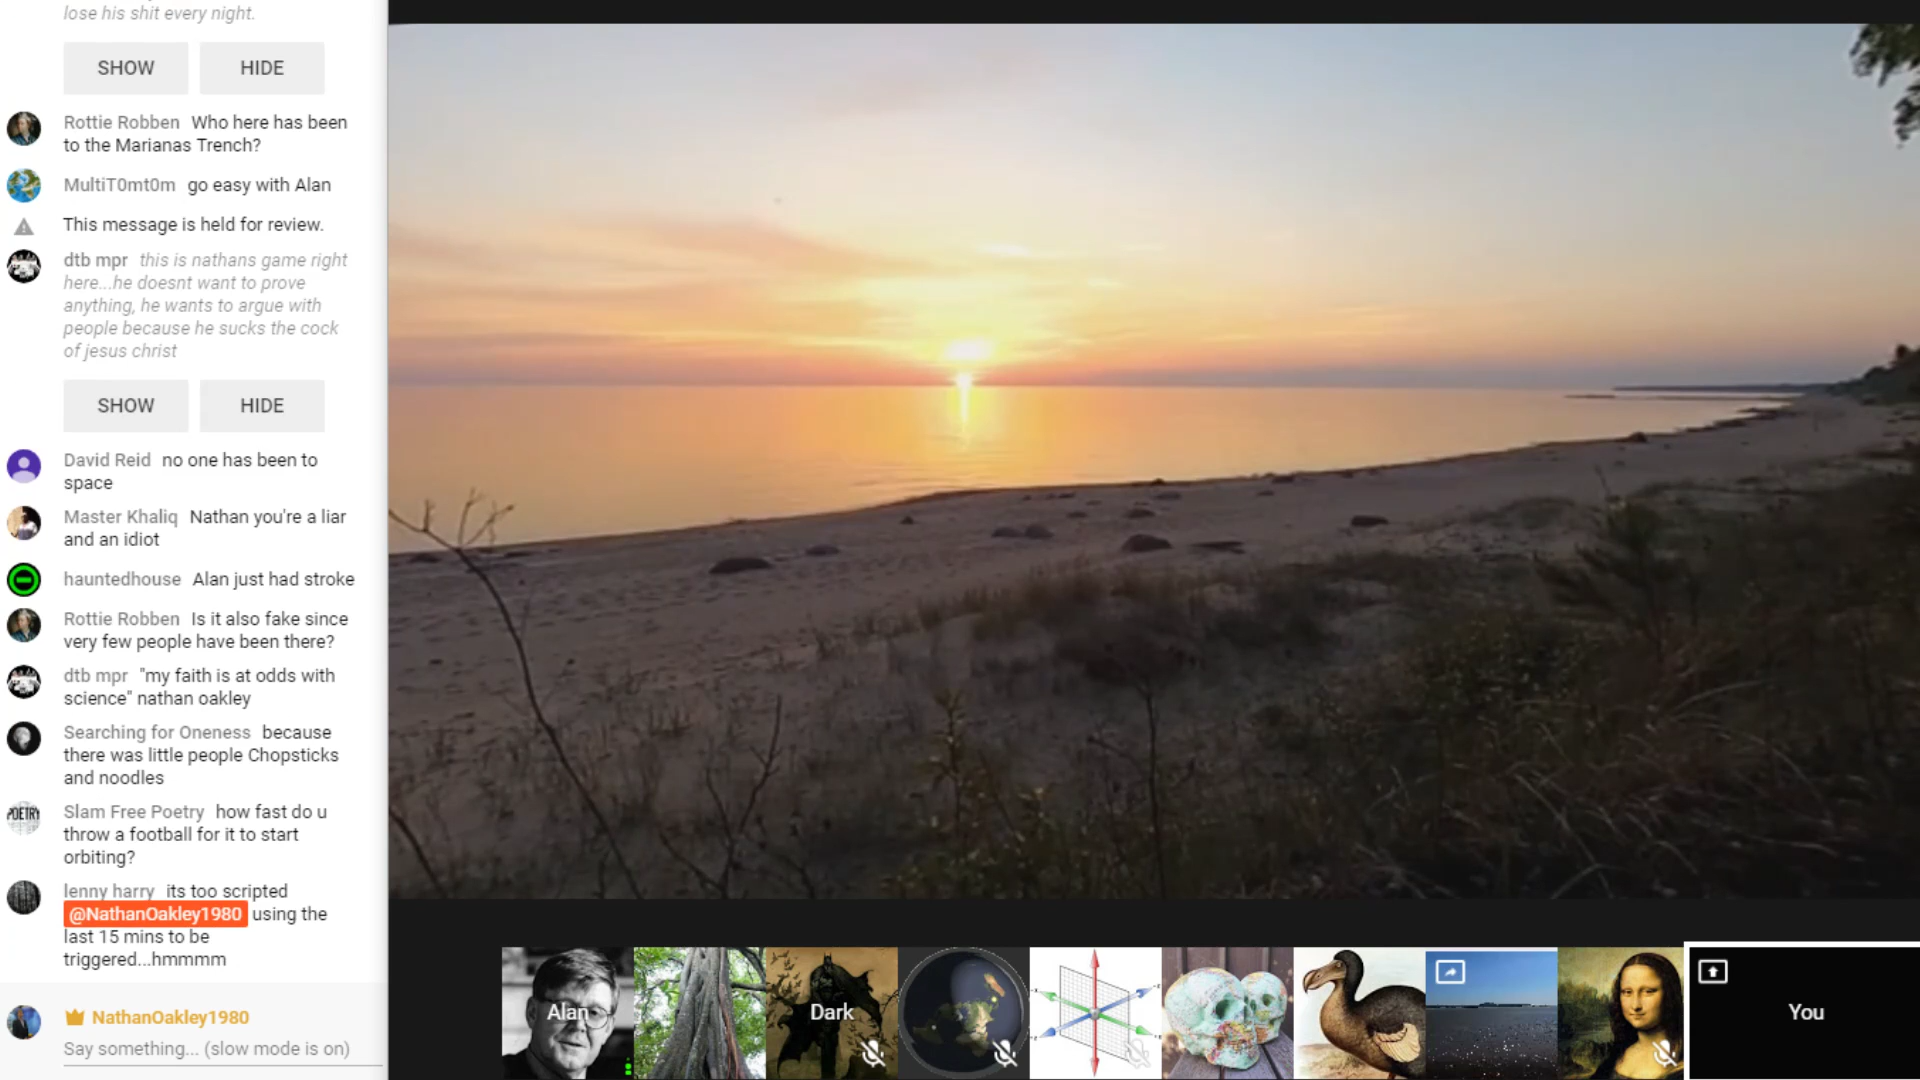 lose his shit every night.
SHOW HIDE
Rottie Robben Who here has been
to the Marianas Trench?
MultiT0mt0m go easy with Alan
This message is held for review.
dtb mpr this is nathans game right
here...he doesnt want to prove
anything, he wants to argue with
people because he sucks the cock
of jesus christ
SHOW HIDE
David Reid no one has been to
space
Master Khaliq Nathan you're a liar
and an idiot
hauntedhouse Alan just had stroke
Rottie Robben Is it also fake since
very few people have been there?
dtb mpr "my faith is at odds with
science" nathan oakley
Searching for Oneness because
there was little people Chopsticks
and noodles
POETRY
Slam Free Poetry how fast do u
throw a football for it to start
orbiting?
lenny harry its too scripted
@NathanOakley1980 using the
last 15 mins to be
triggered...hmmmm
NathanOakley1980
Say something... (slow mode is on)
Alan
Dark
You